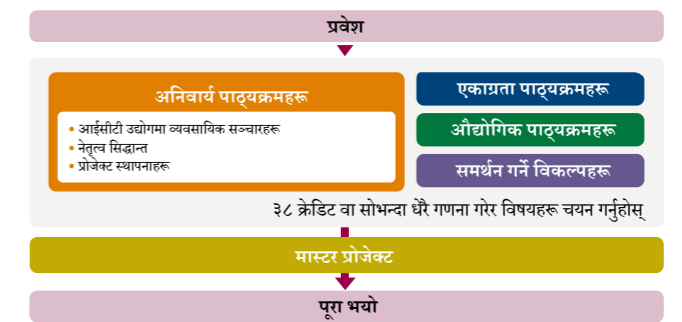 प्रवेश
अनिवार्य पाठ्यक्रमहरू
• आईसीटी उद्योगमा व्यवसायिक सञ्चारहरू
• नेतृत्व सिद्धान्त
• प्रोजेक्ट स्थापनाहरू
एकाग्रता पाठ्यक्रमहरू
औद्योगिक पाठ्यक्रमहरू
समर्थन गर्ने विकल्पहरू
३८ क्रेडिट वा सोभन्दा धेरै गणना गरेर विषयहरू चयन गर्नुहोस्
मास्टर प्रोजेक्ट
पूरा भयो